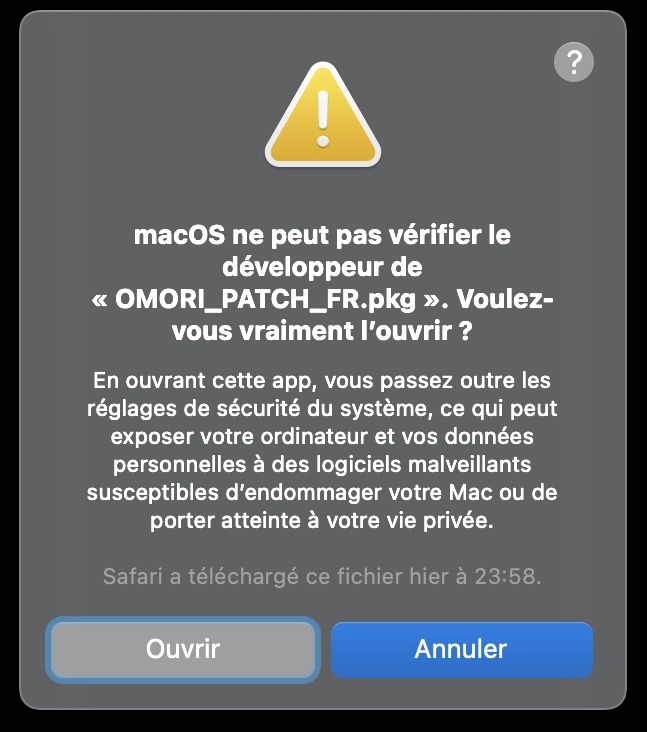 ?
macOS ne peut pas vérifier le
développeur de
« OMORI_PATCH_FR.pkg ». Voulez-
vous vraiment l’ouvrir ?
En ouvrant cette app, vous passez outre les
réglages de sécurité du système, ce qui peut
exposer votre ordinateur et vos données
personnelles à des logiciels malveillants
susceptibles d’endommager votre Mac ou de
porter atteinte à votre vie privée.
Safari a téléchargé ce fichier hier à 23:58.
Ouvrir
Annuler